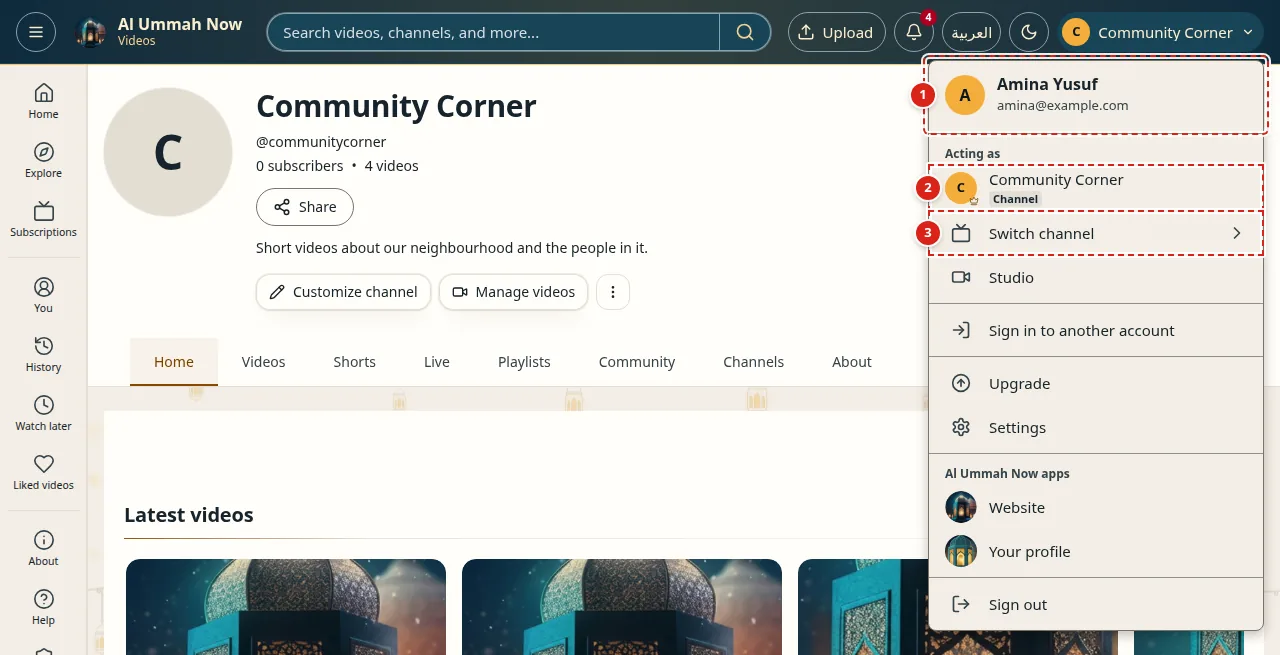 Al Ummah Now
Videos
Search videos, channels, and more...
Upload
4
العربية
C
Community Corner
Home
Explore
Subscriptions
You
History
Watch later
Liked videos
About
Help
C
Community Corner
@communitycorner
0 subscribers • 4 videos
Share
Short videos about our neighbourhood and the people in it.
Customize channel
Manage videos
Home
Videos
Shorts
Live
Playlists
Community
Channels
About
Latest videos
1
A
Amina Yusuf
amina@example.com
Acting as
2
C
Community Corner
Channel
3
Switch channel
Studio
Sign in to another account
Upgrade
Settings
Al Ummah Now apps
Website
Your profile
Sign out